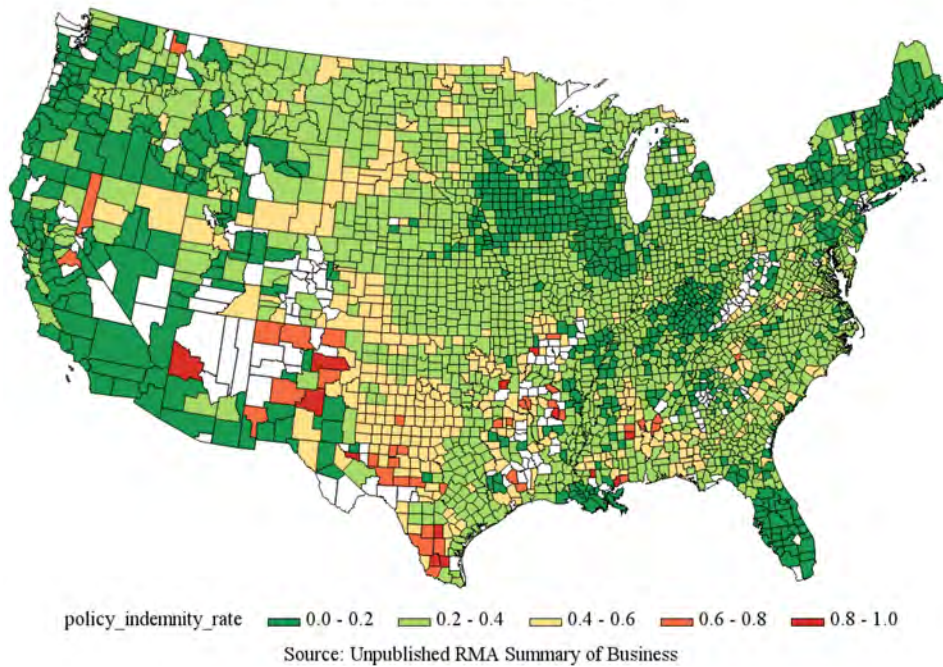 policy_indemnity_rate 0.0 - 0.2 0.2 - 0.4 0.4 - 0.6 0.6 - 0.8 0.8 - 1.0
Source: Unpublished RMA Summary of Business